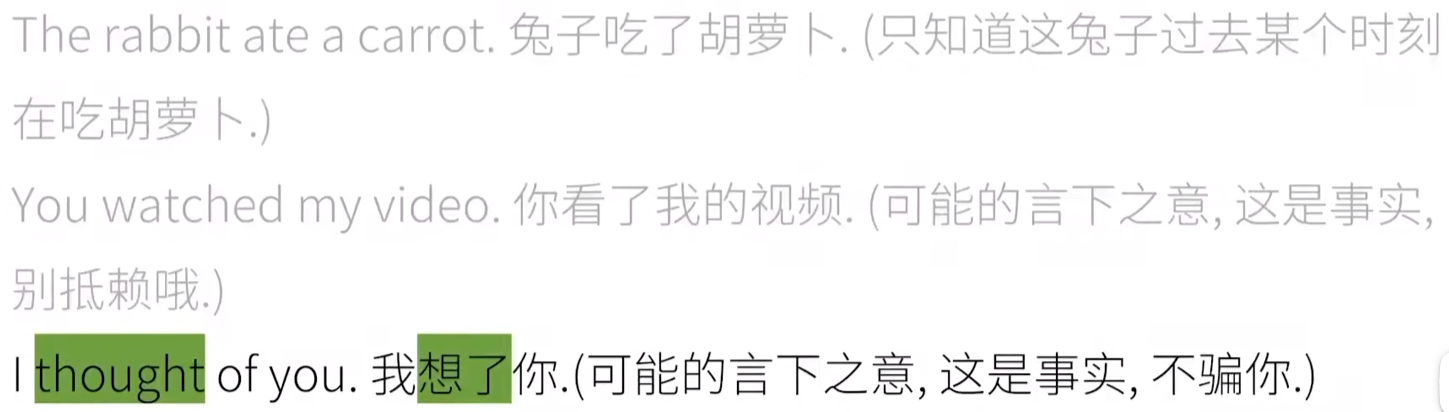 The rabbit ate a carrot. 兔子吃了胡萝卜. (只知道这兔子过去某个时刻
在吃胡萝卜.)
You watched my video. 你看了我的视频. (可能的言下之意, 这是事实,
别抵赖哦.)
I thought of you. 我想了你.(可能的言下之意, 这是事实, 不骗你.)